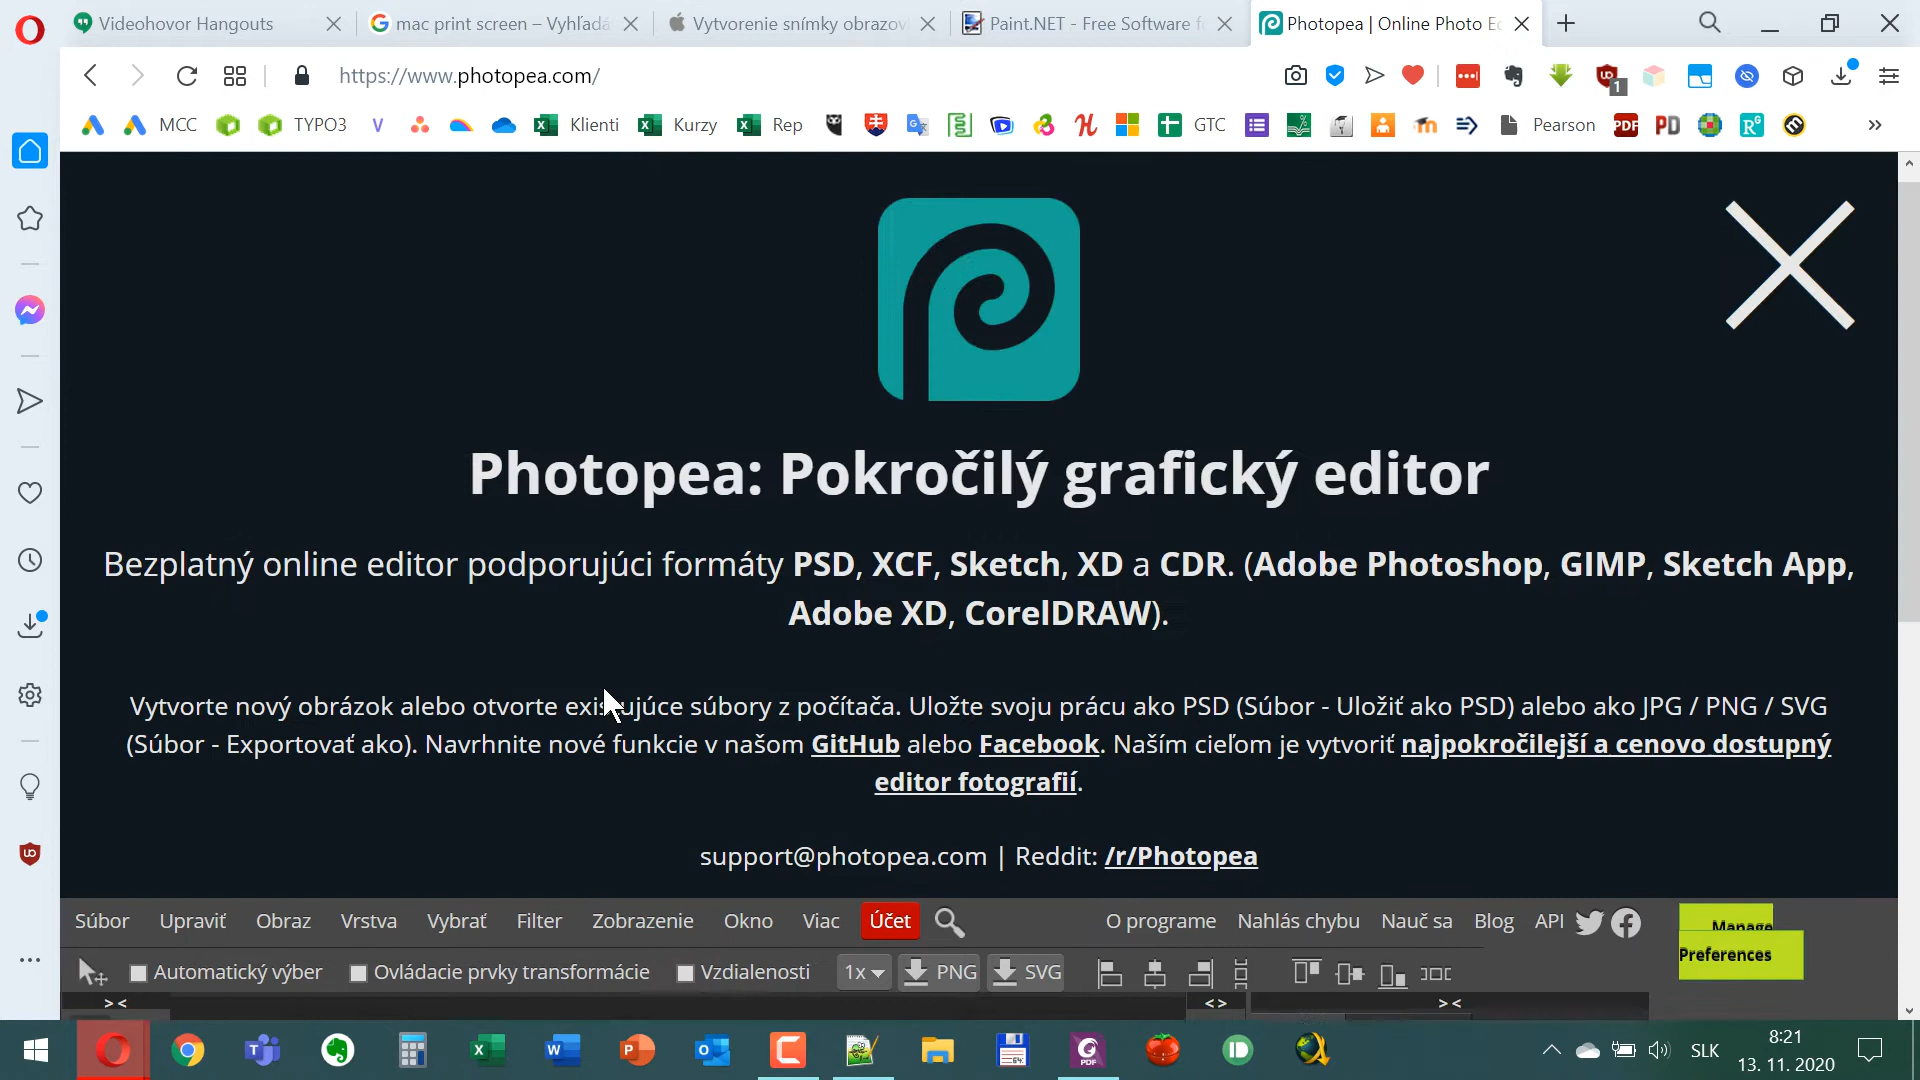 Videohovor Hangouts
mac print screen – Vyhľadá
Vytvorenie snímky obrazov
Paint.NET - Free Software f
Photopea | Online Photo Ed
https://www.photopea.com/
1
MCC
TYPO3
Klienti
Kurzy
Rep
GTC
Pearson
PDF
PD
Photopea: Pokročilý grafický editor
Bezplatný online editor podporujúci formáty PSD, XCF, Sketch, XD a CDR. (Adobe Photoshop, GIMP, Sketch App,
Adobe XD, CorelDRAW).
Vytvorte nový obrázok alebo otvorte existujúce súbory z počítača. Uložte svoju prácu ako PSD (Súbor - Uložiť ako PSD) alebo ako JPG / PNG / SVG
(Súbor - Exportovať ako). Navrhnite nové funkcie v našom GitHub alebo Facebook. Naším cieľom je vytvoriť najpokročilejší a cenovo dostupný
editor fotografií.
support@photopea.com | Reddit: /r/Photopea
Súbor Upraviť Obraz Vrstva Vybrať Filter Zobrazenie Okno Viac Účet O programe Nahlás chybu Nauč sa Blog API
Manage
Preferences
Automatický výber Ovládacie prvky transformácie Vzdialenosti 1x PNG SVG
> < < > > <
SLK
8:21
13. 11. 2020